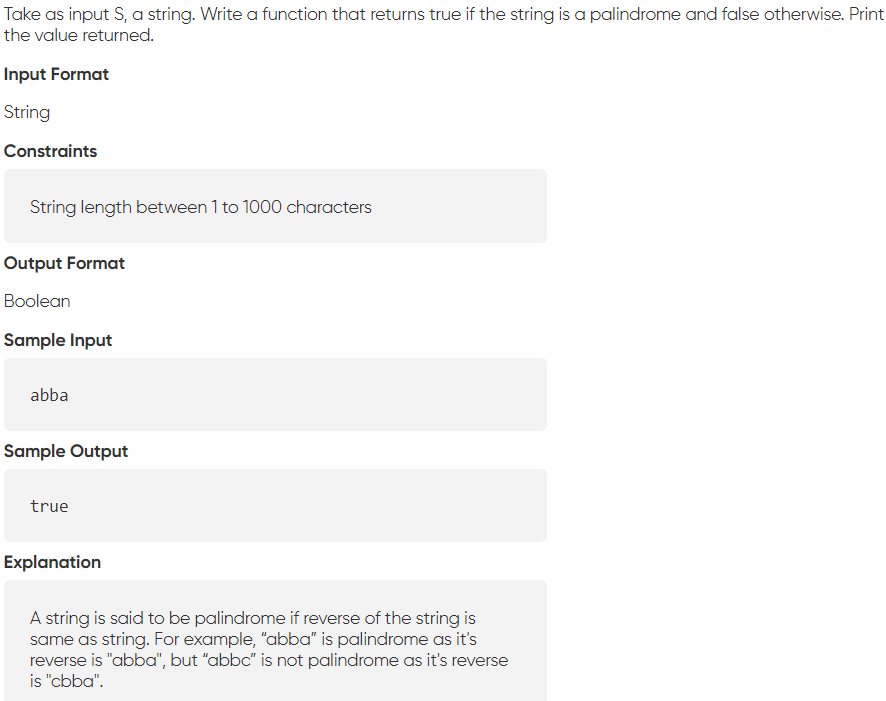 Take as input S, a string. Write a function that returns true if the string is a palindrome and false otherwise. Print
the value returned.
Input Format
String
Constraints
String length between 1 to 1000 characters
Output Format
Boolean
Sample Input
abba
Sample Output
true
Explanation
A string is said to be palindrome if reverse of the string is
same as string. For example, “abba” is palindrome as it's
reverse is "abba", but “abbc” is not palindrome as it's reverse
is "cbba".